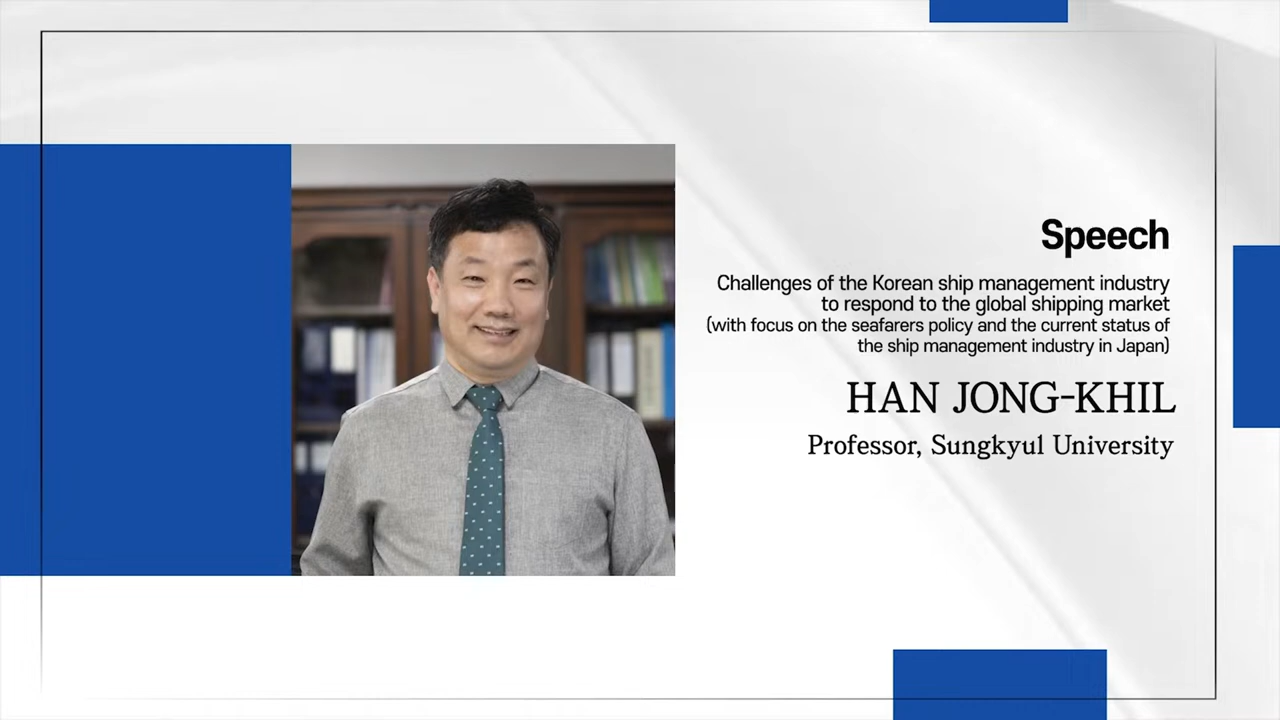 Speech
Challenges of the Korean ship management industry
to respond to the global shipping market
(with focus on the seafarers policy and the current status of
the ship management industry in Japan)
HAN JONG-KHIL
Professor, Sungkyul University